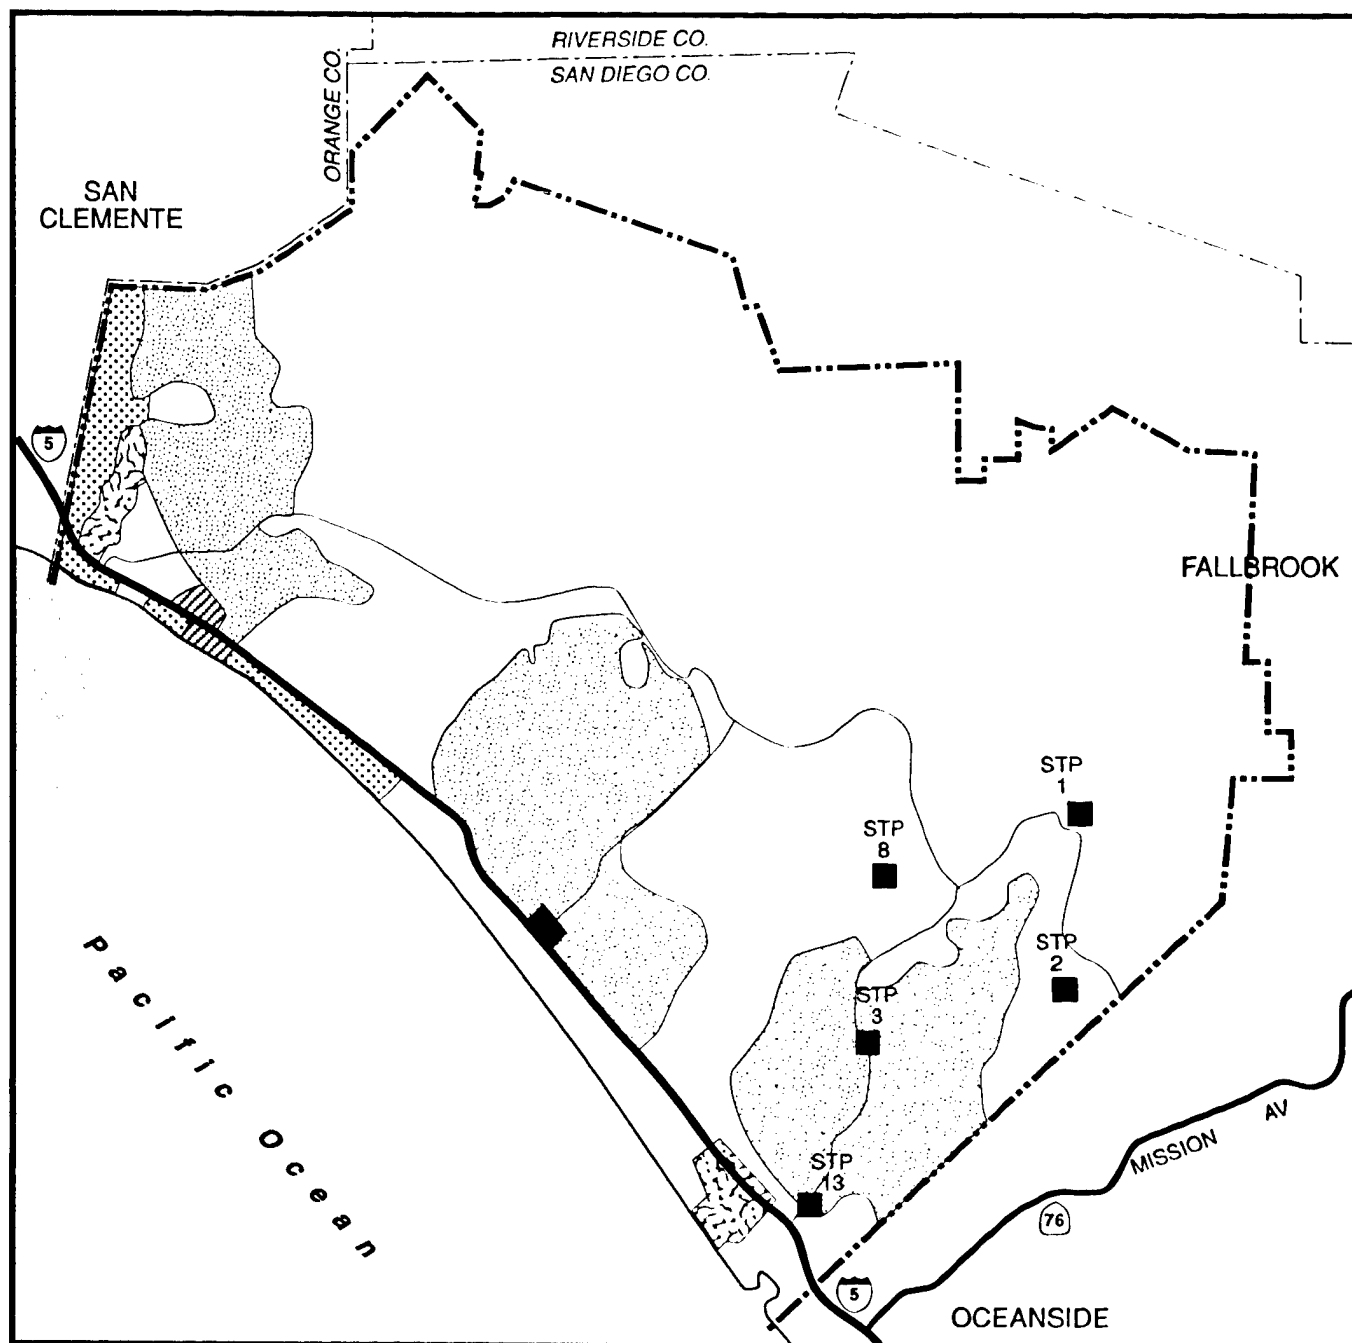 RIVERSIDE CO.
SAN DIEGO CO.
ORANGE CO.
SAN
CLEMENTE
5
FALLBROOK
STP
1
STP
8
STP
2
STP
3
Pacific Ocean
STP
13
MISSION AV
76
5
OCEANSIDE